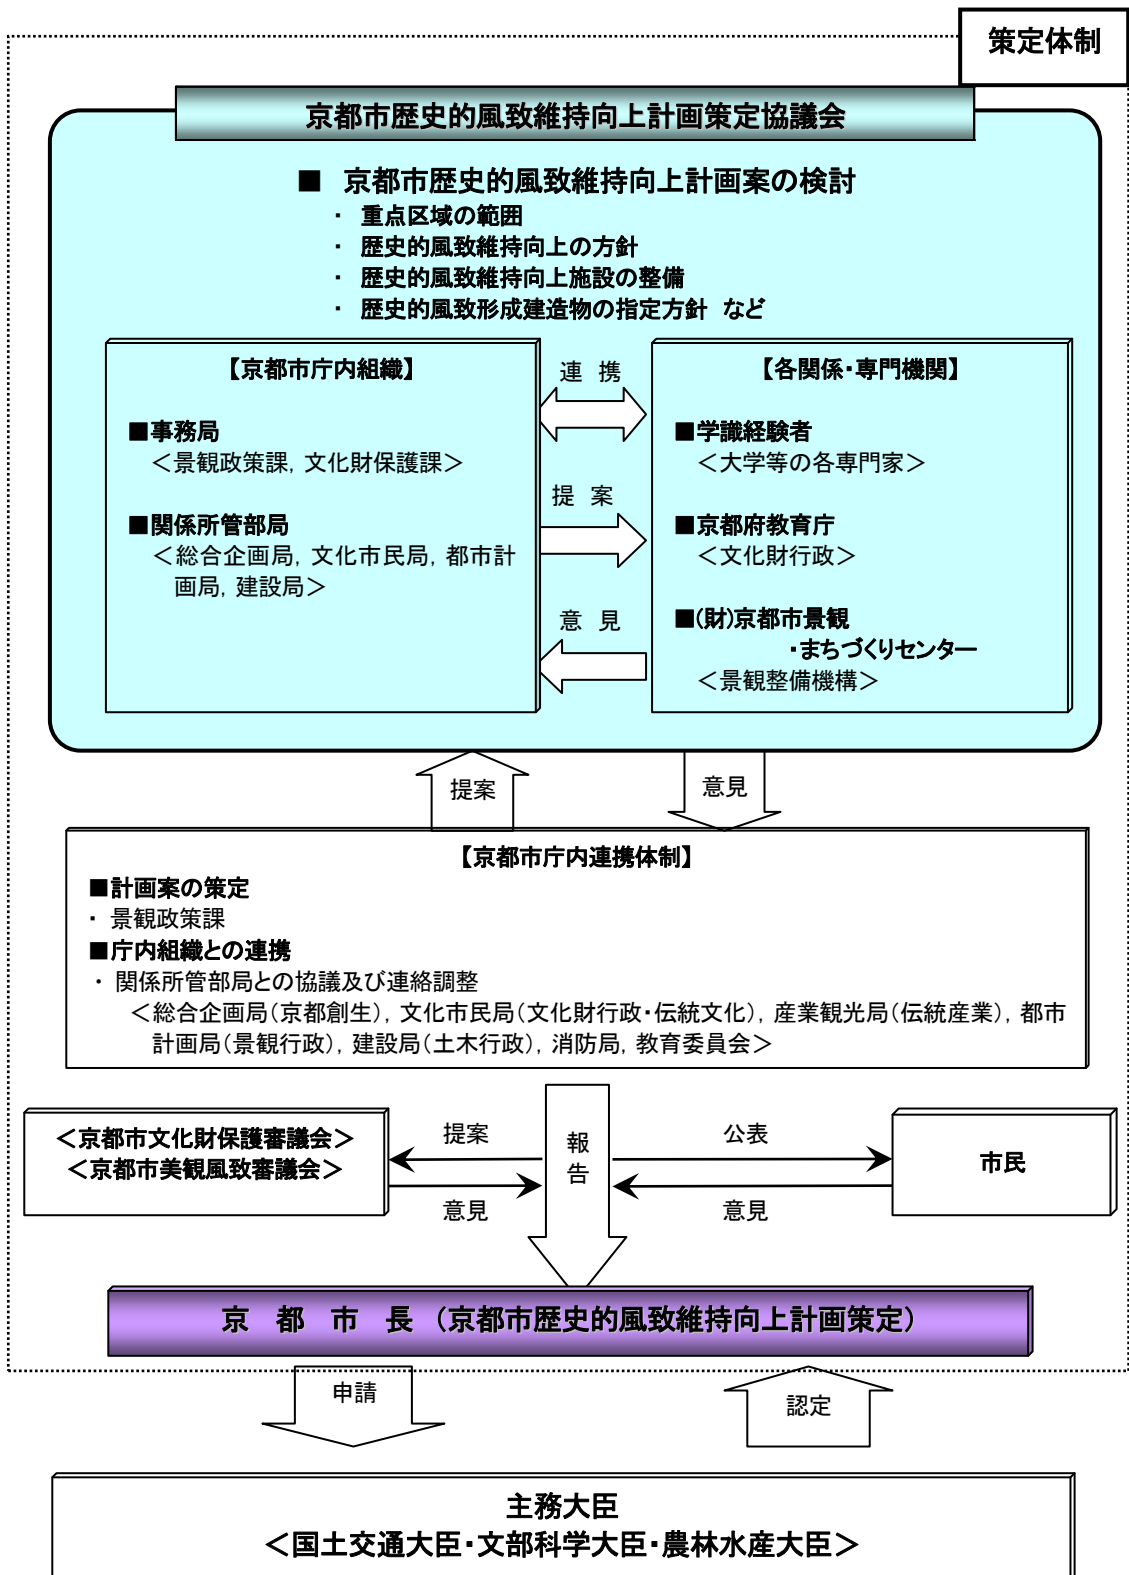 策定体制
京都市歴史的風致維持向上計画策定協議会
■ 京都市歴史的風致維持向上計画案の検討
・ 重点区域の範囲
・ 歴史的風致維持向上の方針
・ 歴史的風致維持向上施設の整備
・ 歴史的風致形成建造物の指定方針 など
【京都市庁内組織】
■事務局
＜景観政策課，文化財保護課＞
■関係所管部局
＜総合企画局，文化市民局，都市計
画局，建設局＞
連 携
提 案
意 見
【各関係・専門機関】
■学識経験者
＜大学等の各専門家＞
■京都府教育庁
＜文化財行政＞
■(財)京都市景観
・まちづくりセンター
＜景観整備機構＞
提案
意見
【京都市庁内連携体制】
■計画案の策定
・ 景観政策課
■庁内組織との連携
・ 関係所管部局との協議及び連絡調整
＜総合企画局（京都創生），文化市民局（文化財行政・伝統文化），産業観光局（伝統産業），都市
計画局（景観行政），建設局（土木行政），消防局，教育委員会＞
＜京都市文化財保護審議会＞
＜京都市美観風致審議会＞
提案
意見
報告
公表
意見
市民
京 都 市 長 （京都市歴史的風致維持向上計画策定）
申請
認定
主務大臣
＜国土交通大臣・文部科学大臣・農林水産大臣＞